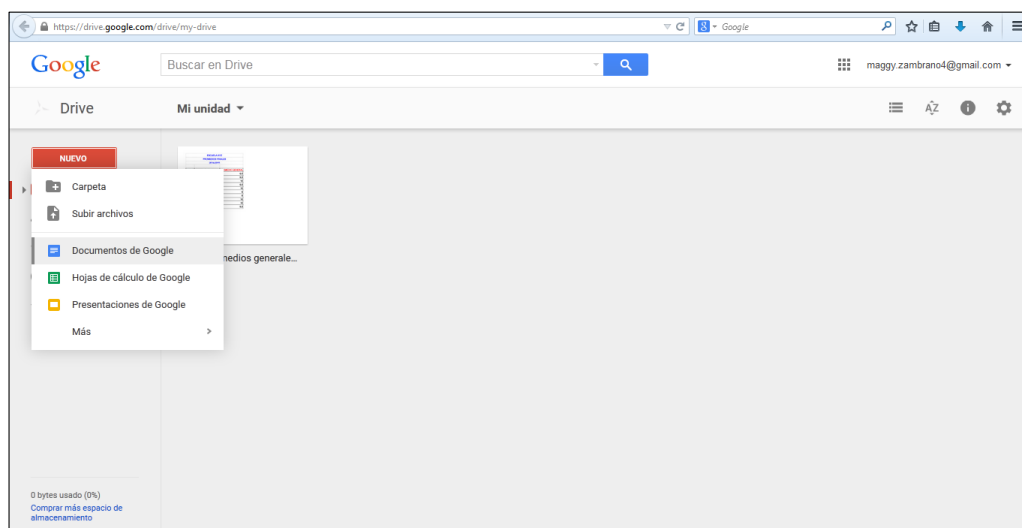 https://drive.google.com/drive/my-drive
Google
Google
Buscar en Drive
maggy.zambrano4@gmail.com
Drive
Mi unidad
AZ
NUEVO
Carpeta
Subir archivos
Documentos de Google
nedios generale...
Hojas de cálculo de Google
Presentaciones de Google
Más
0 bytes usado (0%)
Comprar más espacio de
almacenamiento